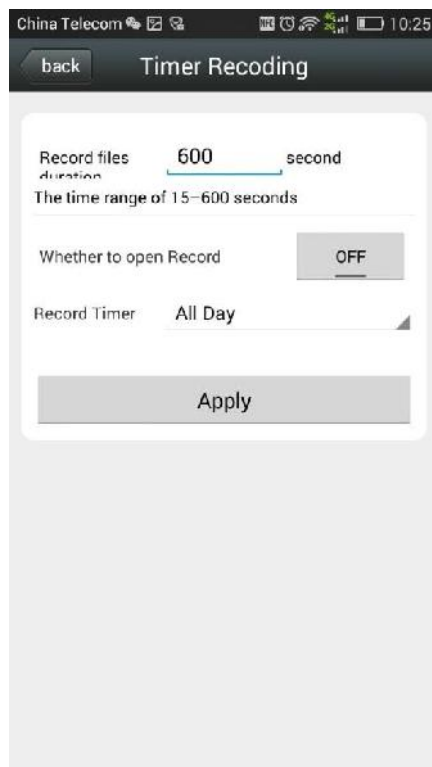 China Telecom 10:25
back Timer Recoding
Record files 600 second
duration
The time range of 15-600 seconds
Whether to open Record OFF
Record Timer All Day
Apply